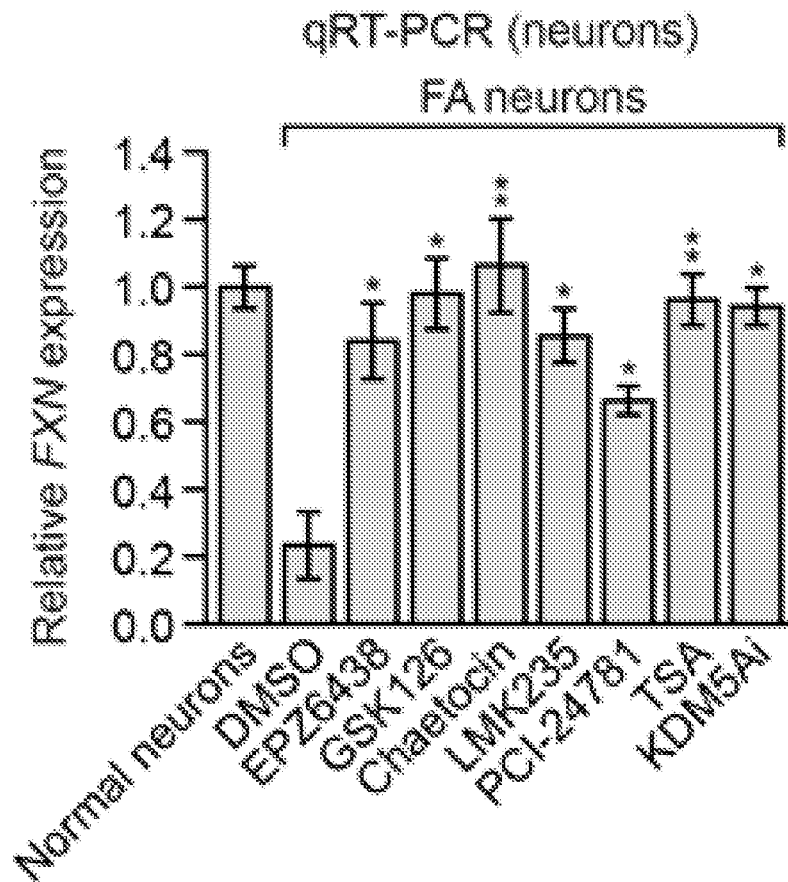 qRT-PCR (neurons)
FA neurons
Relative FXN expression
1.4
1.2
1.0
0.8
0.6
0.4
0.2
0.0
*
*
**
*
*
**
*
Normal neurons
DMSO
EPZ6438
GSK126
Chaetocin
LMK235
PCI-24781
TSA
KDM5Ai